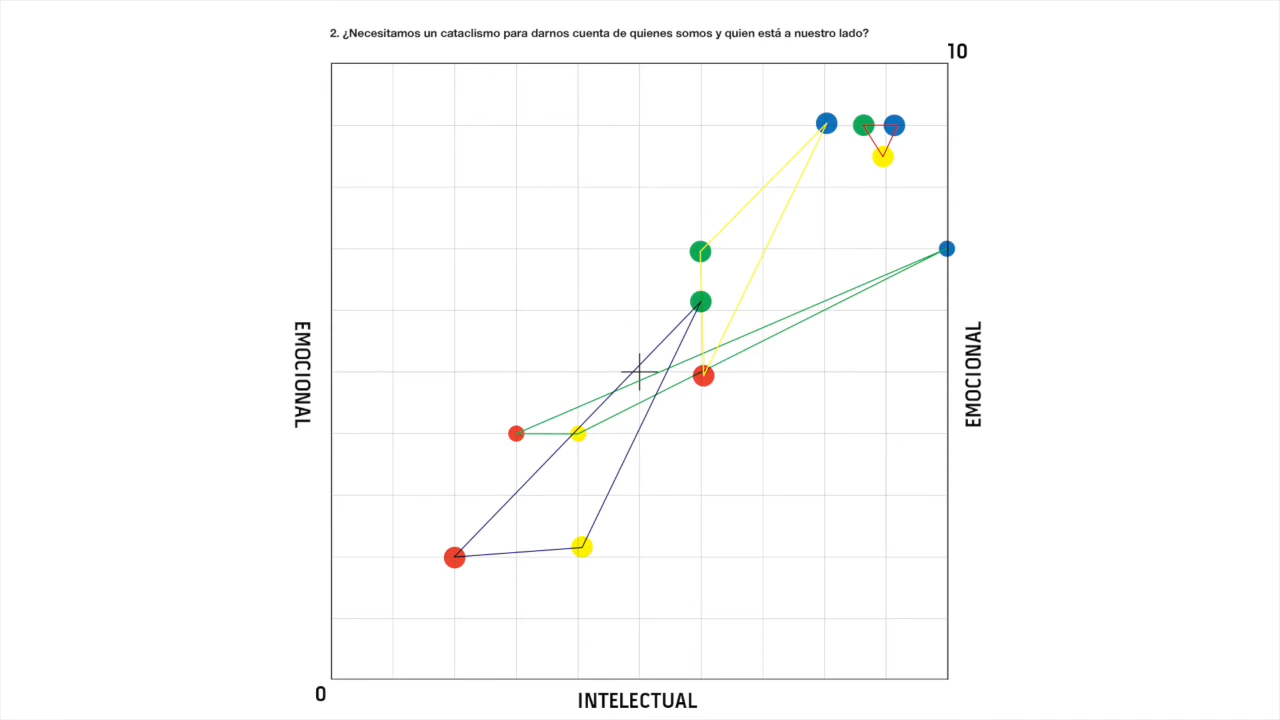 2. ¿Necesitamos un cataclismo para darnos cuenta de quienes somos y quien está a nuestro lado?
10
EMOCIONAL
EMOCIONAL
0
INTELECTUAL